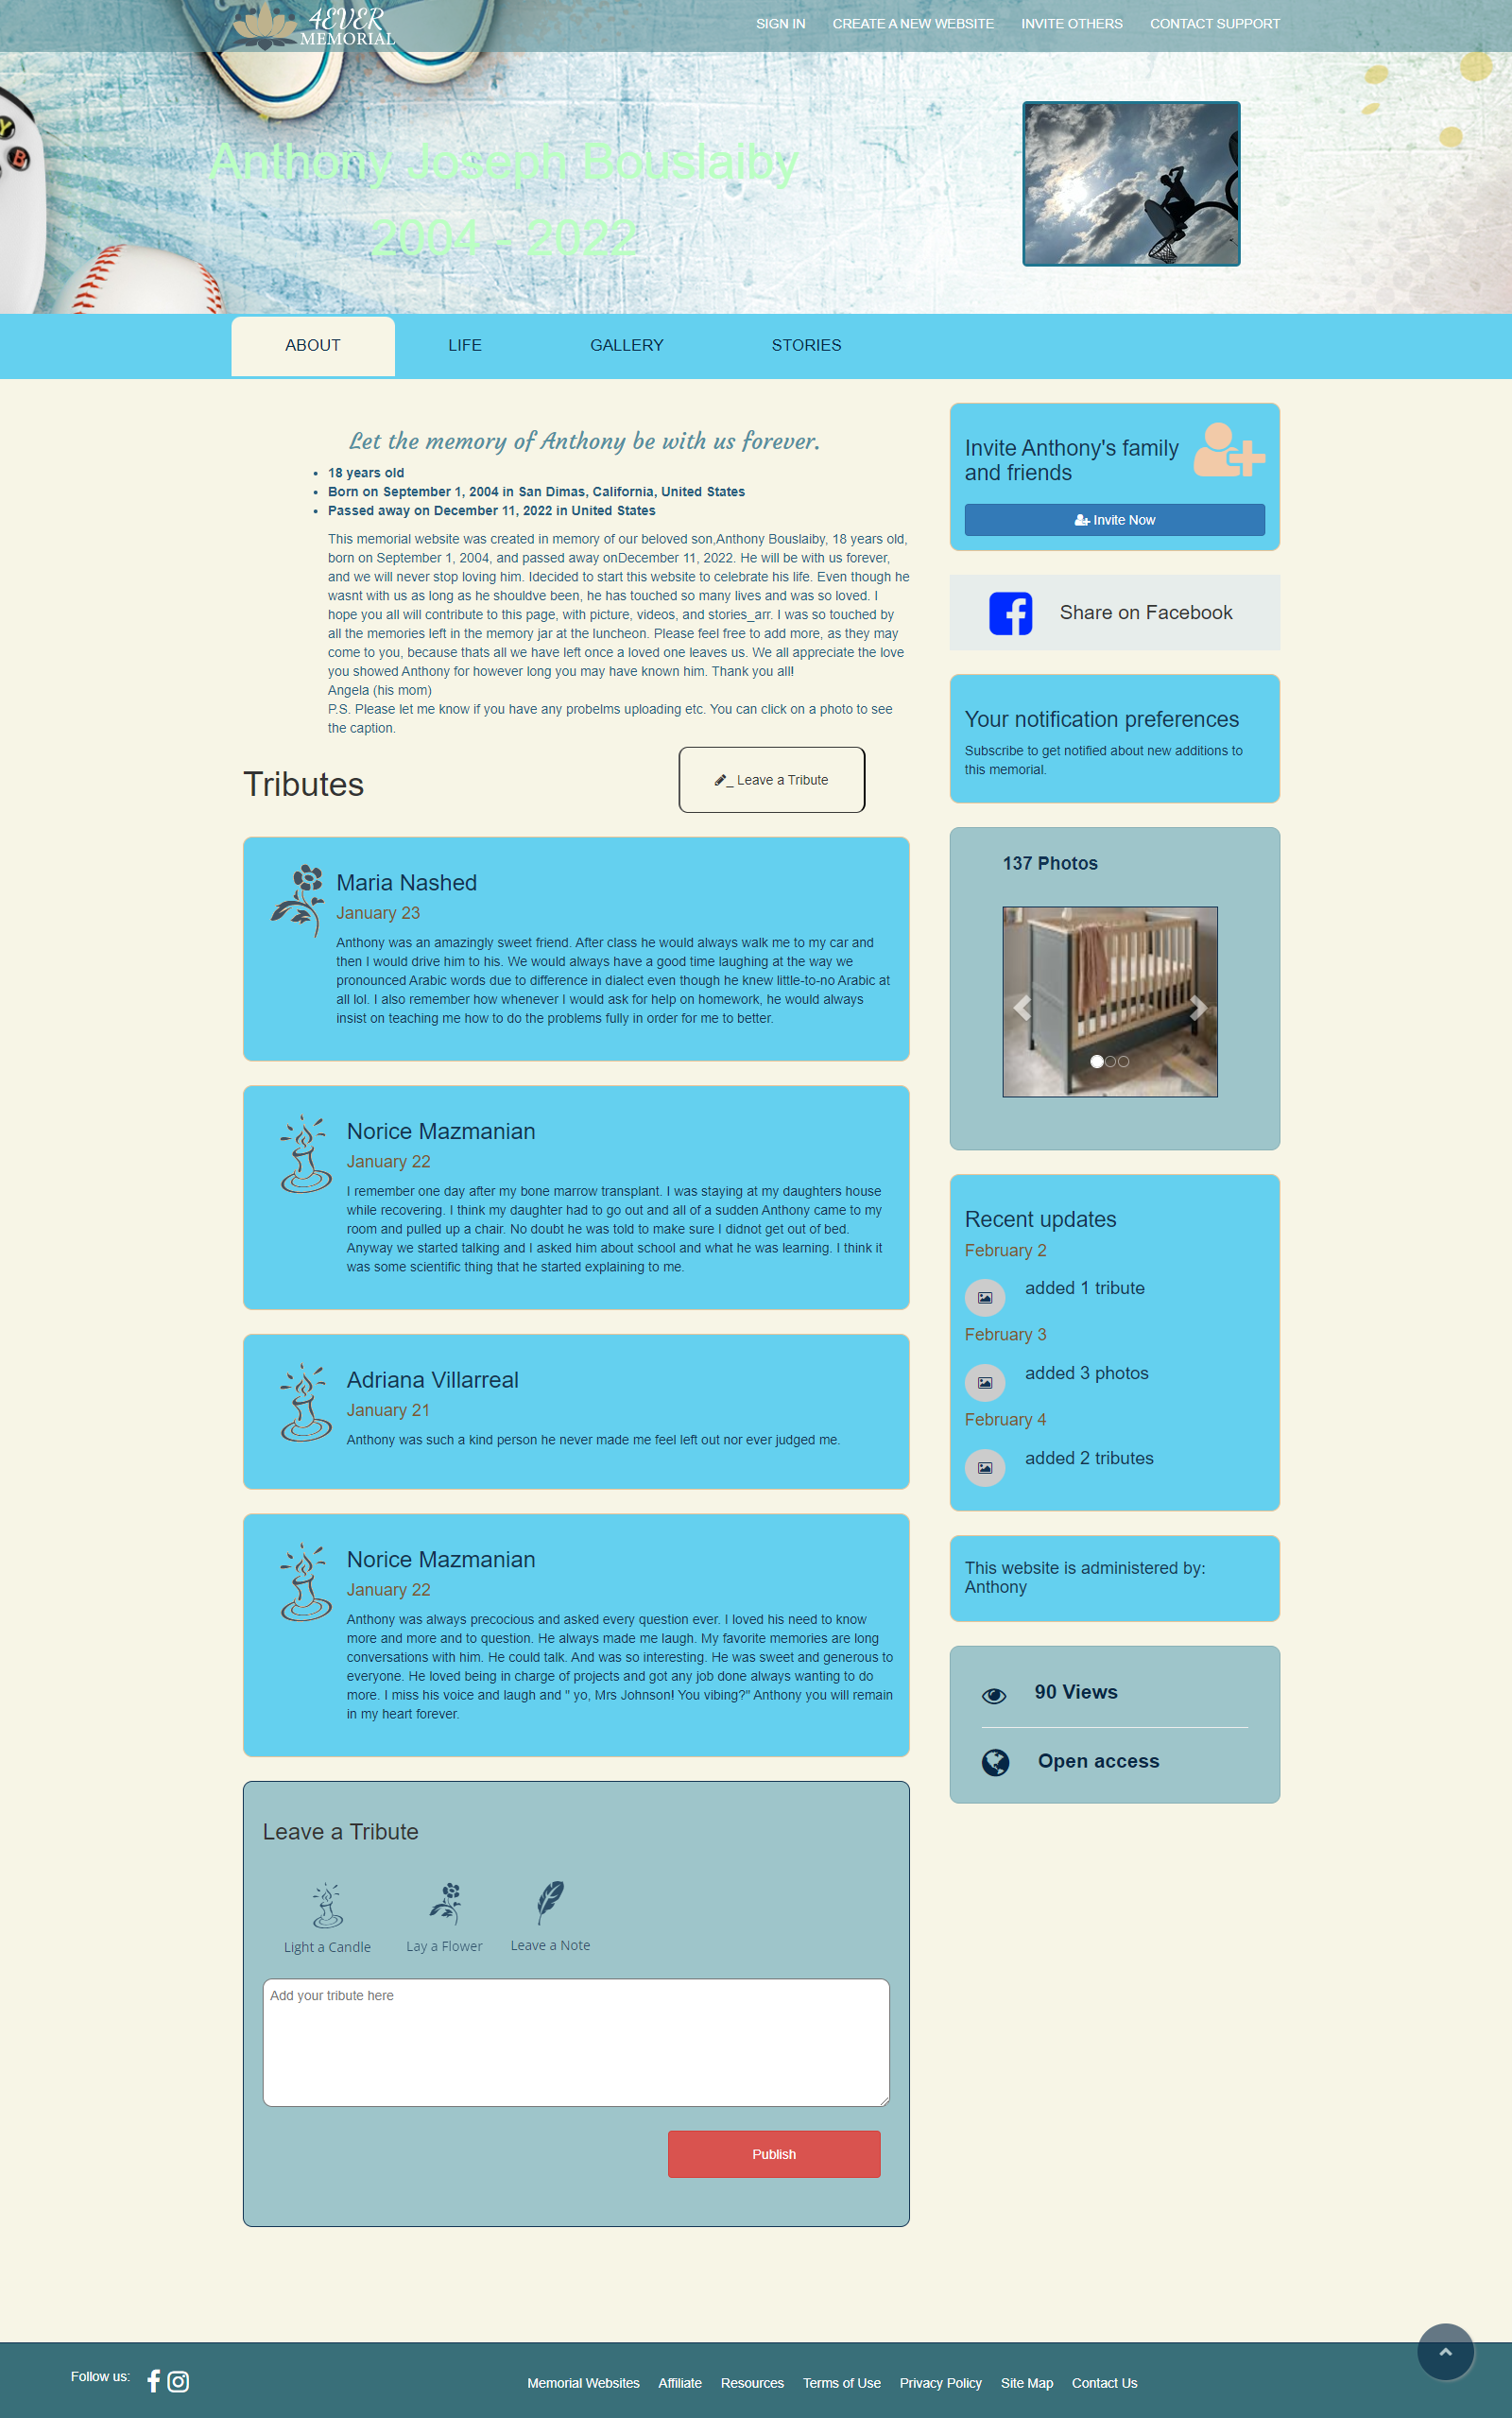 4EVER
MEMORIAL
SIGN IN CREATE A NEW WEBSITE INVITE OTHERS CONTACT SUPPORT
Y
B
Anthony Joseph Bouslaiby
2004 - 2022
ABOUT LIFE GALLERY STORIES
Let the memory of Anthony be with us forever.
18 years old
Born on September 1, 2004 in San Dimas, California, United States
Passed away on December 11, 2022 in United States
This memorial website was created in memory of our beloved son,Anthony Bouslaiby, 18 years old,
born on September 1, 2004, and passed away onDecember 11, 2022. He will be with us forever,
and we will never stop loving him. Idecided to start this website to celebrate his life. Even though he
wasnt with us as long as he shouldve been, he has touched so many lives and was so loved. I
hope you all will contribute to this page, with picture, videos, and stories_arr. I was so touched by
all the memories left in the memory jar at the luncheon. Please feel free to add more, as they may
come to you, because thats all we have left once a loved one leaves us. We all appreciate the love
you showed Anthony for however long you may have known him. Thank you all!
Angela (his mom)
P.S. Please let me know if you have any probelms uploading etc. You can click on a photo to see
the caption.
Tributes
_ Leave a Tribute
Maria Nashed
January 23
Anthony was an amazingly sweet friend. After class he would always walk me to my car and
then I would drive him to his. We would always have a good time laughing at the way we
pronounced Arabic words due to difference in dialect even though he knew little-to-no Arabic at
all lol. I also remember how whenever I would ask for help on homework, he would always
insist on teaching me how to do the problems fully in order for me to better.
Norice Mazmanian
January 22
I remember one day after my bone marrow transplant. I was staying at my daughters house
while recovering. I think my daughter had to go out and all of a sudden Anthony came to my
room and pulled up a chair. No doubt he was told to make sure I didnot get out of bed.
Anyway we started talking and I asked him about school and what he was learning. I think it
was some scientific thing that he started explaining to me.
Adriana Villarreal
January 21
Anthony was such a kind person he never made me feel left out nor ever judged me.
Norice Mazmanian
January 22
Anthony was always precocious and asked every question ever. I loved his need to know
more and more and to question. He always made me laugh. My favorite memories are long
conversations with him. He could talk. And was so interesting. He was sweet and generous to
everyone. He loved being in charge of projects and got any job done always wanting to do
more. I miss his voice and laugh and " yo, Mrs Johnson! You vibing?" Anthony you will remain
in my heart forever.
Leave a Tribute
Light a Candle Lay a Flower Leave a Note
Add your tribute here
Publish
Invite Anthony's family
and friends
Invite Now
Share on Facebook
Your notification preferences
Subscribe to get notified about new additions to
this memorial.
137 Photos
Recent updates
February 2
added 1 tribute
February 3
added 3 photos
February 4
added 2 tributes
This website is administered by:
Anthony
90 Views
Open access
Follow us:
Memorial Websites Affiliate Resources Terms of Use Privacy Policy Site Map Contact Us